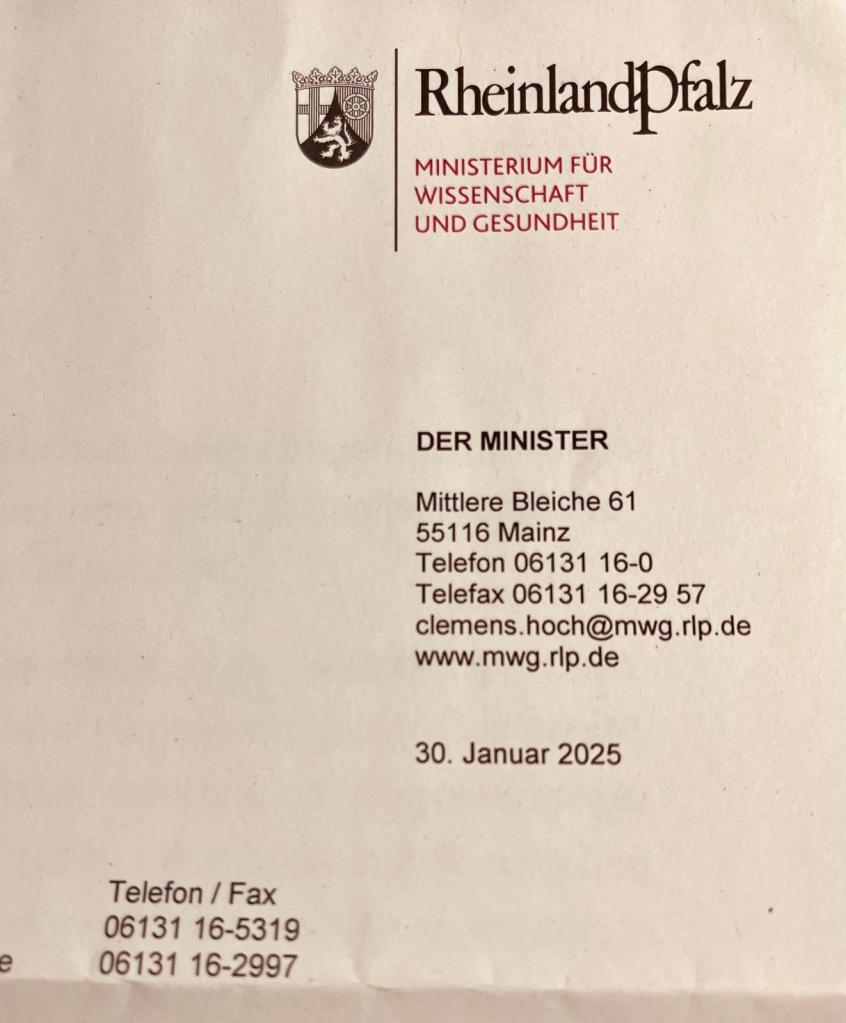 RheinlandPfalz
MINISTERIUM FÜR
WISSENSCHAFT
UND GESUNDHEIT
DER MINISTER
Mittlere Bleiche 61
55116 Mainz
Telefon 06131 16-0
Telefax 06131 16-29 57
clemens.hoch@mwg.rlp.de
www.mwg.rlp.de
30. Januar 2025
Telefon / Fax
06131 16-5319
e 06131 16-2997